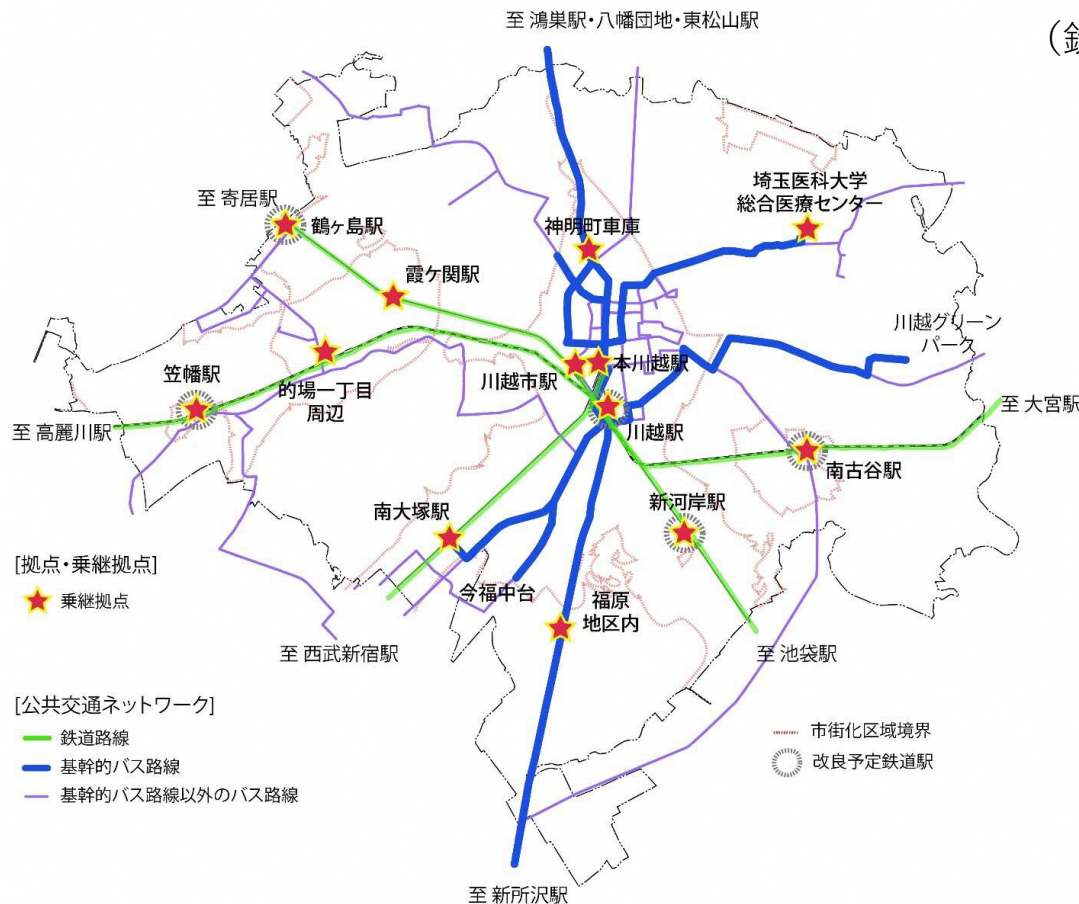 至 鴻巣駅・八幡団地・東松山駅
(鉄
埼玉医科大学
総合医療センター
至 寄居駅
鶴ヶ島駅
神明町車庫
霞ケ関駅
川越グリーン
パーク
笠幡駅
的場一丁目
周辺
川越市駅
本川越駅
川越駅
至 高麗川駅
至 大宮駅
南古谷駅
南大塚駅
新河岸駅
[拠点・乗継拠点]
乗継拠点
今福中台
福原
地区内
至 西武新宿駅
至 池袋駅
[公共交通ネットワーク]
鉄道路線
基幹的バス路線
基幹的バス路線以外のバス路線
市街化区域境界
改良予定鉄道駅
至 新所沢駅